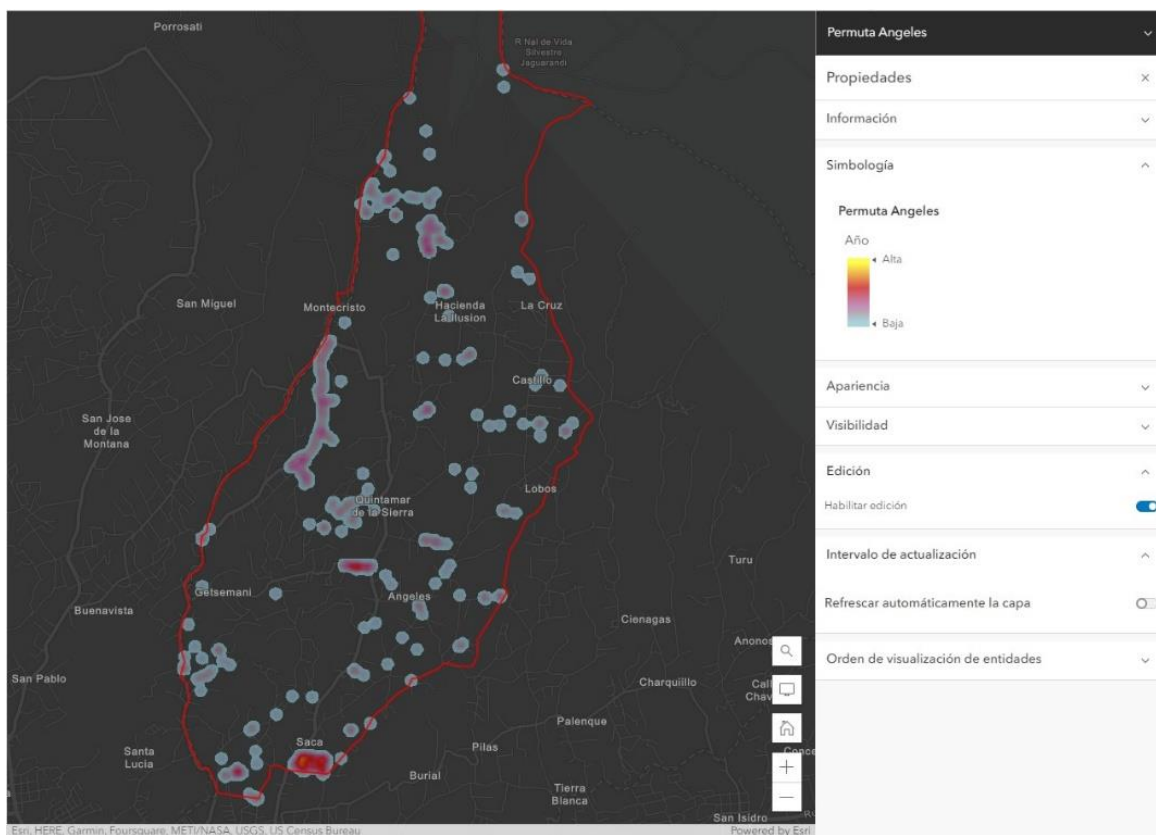 Porrosati
R Nal de Vida
Silvestre
Jaguarandi
San Miguel
Montecristo
Hacienda
La Ilusion
La Cruz
Castillo
San Jose
de la
Montana
Quintamar
de la Sierra
Lobos
Turu
Getsemani
Angeles
Buenavista
Cienagas
Anonos
San Pablo
Charquillo
Call
Chav
Palenque
Saca
Santa
Lucia
Pilas
Burial
Conce
Tierra
Blanca
San Isidro
Esri, HERE, Garmin, Foursquare, METI/NASA, USGS, US Census Bureau
Powered by Esri
Permuta Angeles
Propiedades
Información
Simbología
Permuta Angeles
Año
Alta
Baja
Apariencia
Visibilidad
Edición
Habilitar edición
Intervalo de actualización
Refrescar automáticamente la capa
Orden de visualización de entidades